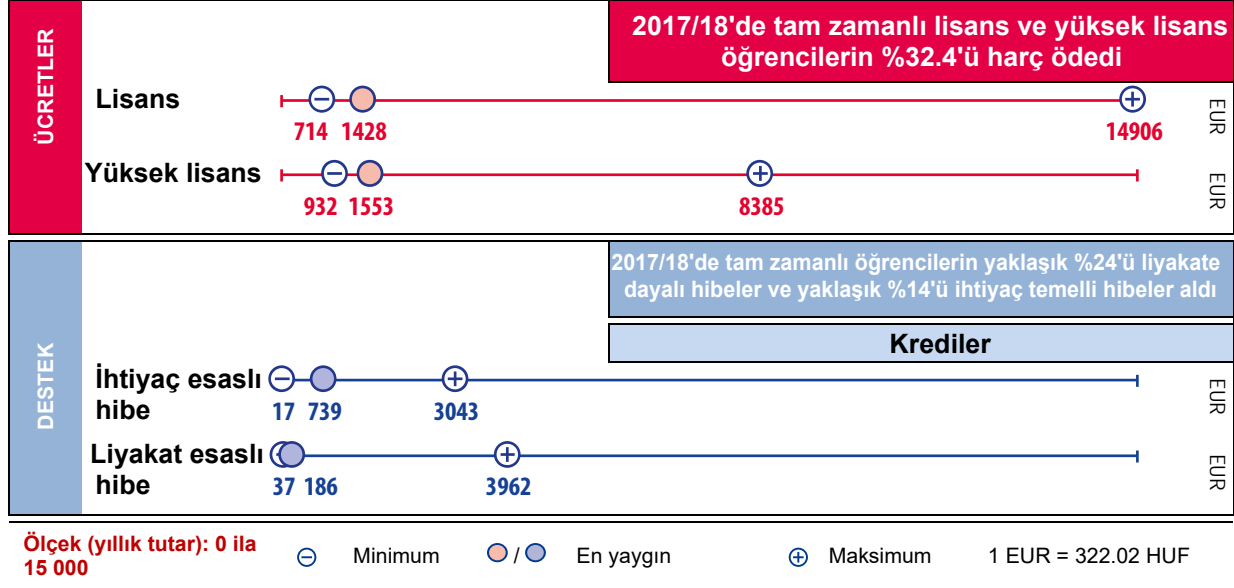 ÜCRETLER
2017/18'de tam zamanlı lisans ve yüksek lisans
öğrencilerin %32.4'ü harç ödedi
Lisans
714 1428 14906
EUR
Yüksek lisans
932 1553 8385
EUR
DESTEK
2017/18'de tam zamanlı öğrencilerin yaklaşık %24'ü liyakate
dayalı hibeler ve yaklaşık %14'ü ihtiyaç temelli hibeler aldı
Krediler
İhtiyaç esaslı
hibe
17 739 3043
EUR
Liyakat esaslı
hibe
37 186 3962
EUR
Ölçek (yıllık tutar): 0 ila
15 000
Minimum / En yaygın Maksimum 1 EUR = 322.02 HUF